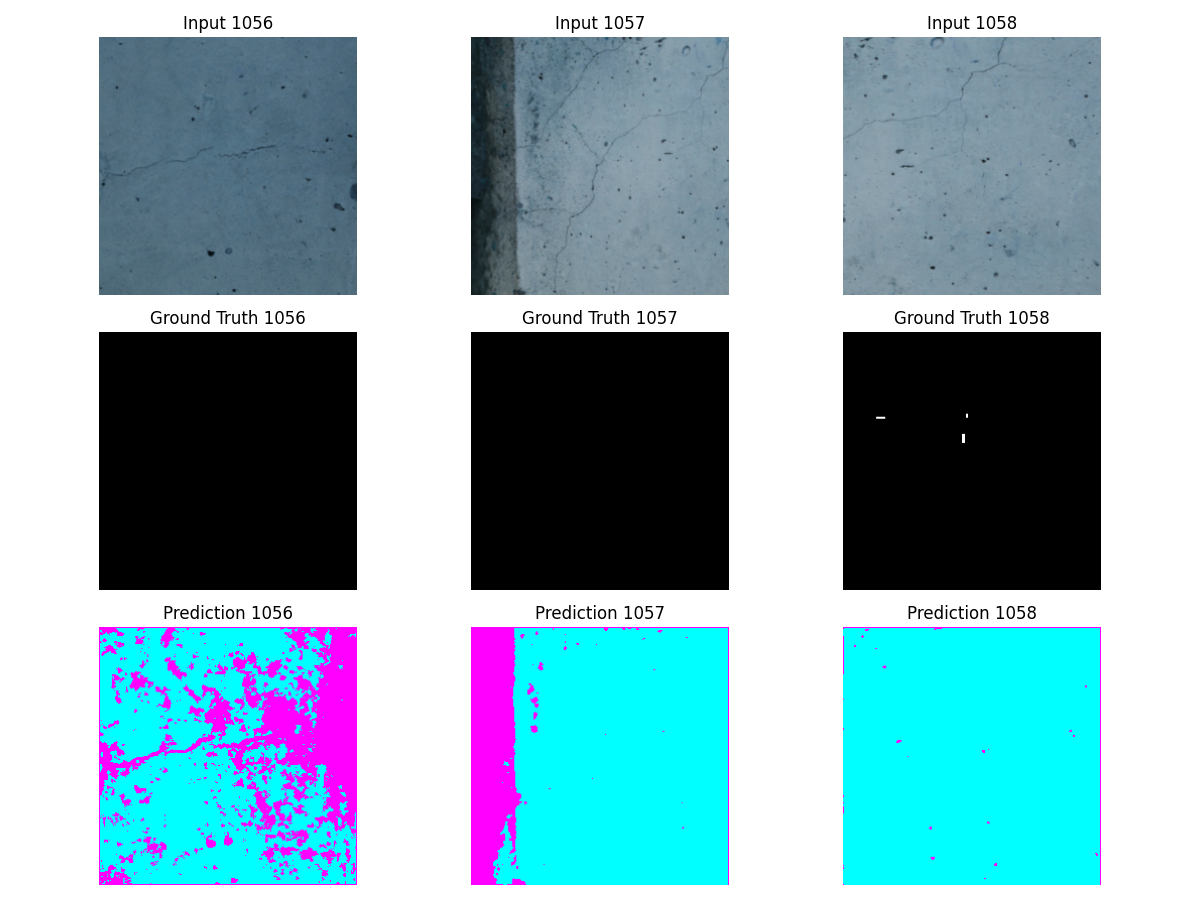 Input 1056
Input 1057
Input 1058
Ground Truth 1056
Ground Truth 1057
Ground Truth 1058
Prediction 1056
Prediction 1057
Prediction 1058